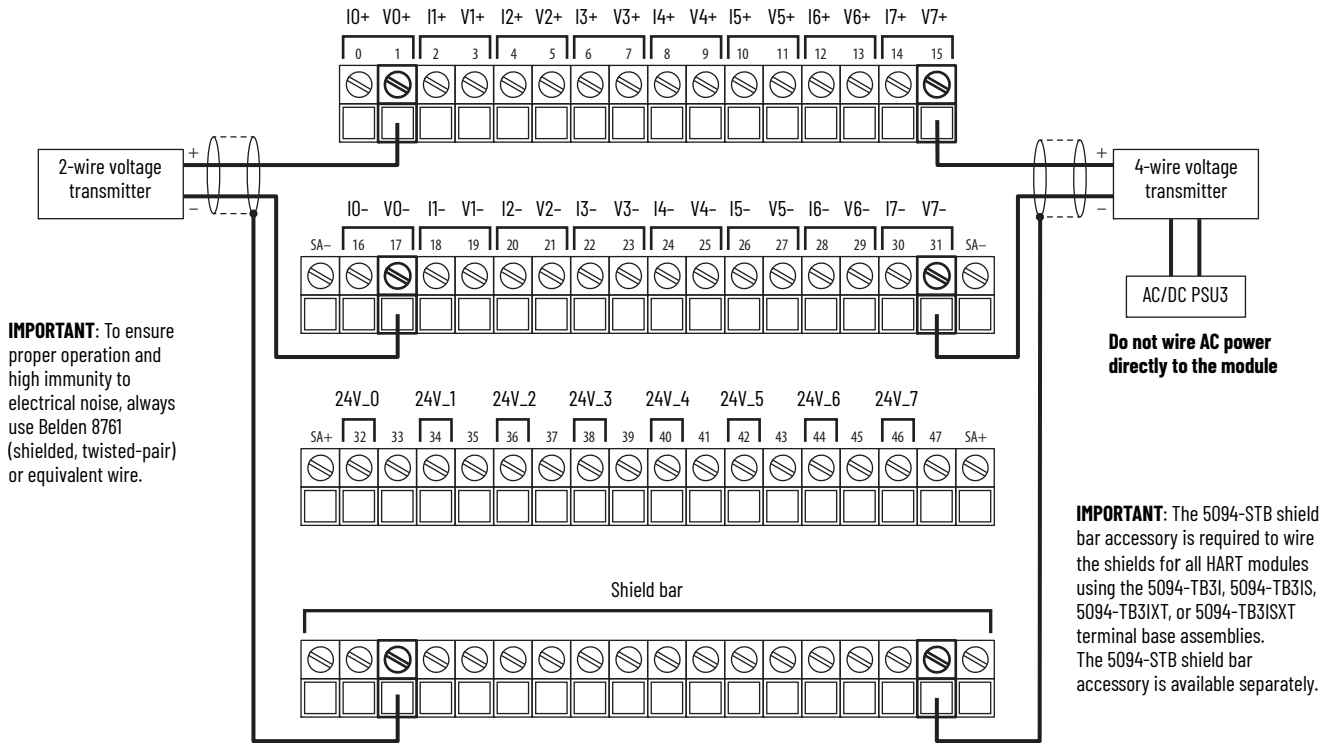 I0+ V0+ I1+ V1+ I2+ V2+ I3+ V3+ I4+ V4+ I5+ V5+ I6+ V6+ I7+ V7+
0 1 2 3 4 5 6 7 8 9 10 11 12 13 14 15
2-wire voltage
transmitter
+
–
+
–
4-wire voltage
transmitter
I0– V0– I1– V1– I2– V2– I3– V3– I4– V4– I5– V5– I6– V6– I7– V7–
SA– 16 17 18 19 20 21 22 23 24 25 26 27 28 29 30 31 SA–
AC/DC PSU3
Do not wire AC power
directly to the module
IMPORTANT: To ensure
proper operation and
high immunity to
electrical noise, always
use Belden 8761
(shielded, twisted-pair)
or equivalent wire.
24V_0 24V_1 24V_2 24V_3 24V_4 24V_5 24V_6 24V_7
SA+ 32 33 34 35 36 37 38 39 40 41 42 43 44 45 46 47 SA+
IMPORTANT: The 5094-STB shield
bar accessory is required to wire
the shields for all HART modules
using the 5094-TB3I, 5094-TB3IS,
5094-TB3IXT, or 5094-TB3ISXT
terminal base assemblies.
The 5094-STB shield bar
accessory is available separately.
Shield bar